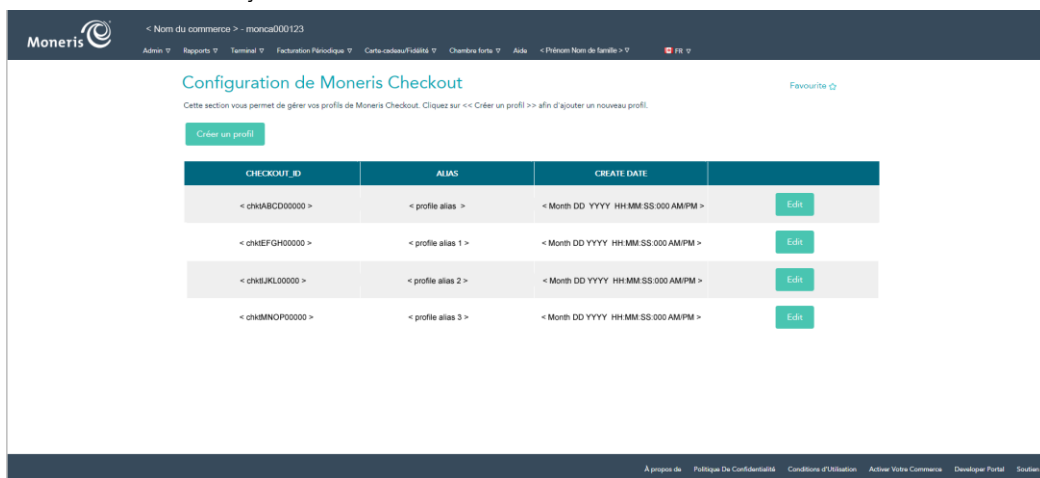 Moneris
< Nom du commerce > - monca000123
Admin Rapports Terminal Facturation Périodique Carte-cadeau/Fidélité Chambre forte Aide < Prénom Nom de famille > FR
Configuration de Moneris Checkout
Favourite
Cette section vous permet de gérer vos profils de Moneris Checkout. Cliquez sur << Créer un profil >> afin d'ajouter un nouveau profil.
Créer un profil
CHECKOUT_ID ALIAS CREATE DATE
< chktABCD00000 > < profile alias > < Month DD YYYY HH:MM:SS:000 AM/PM > Edit
< chktEFGH00000 > < profile alias 1 > < Month DD YYYY HH:MM:SS:000 AM/PM > Edit
< chktIJKL00000 > < profile alias 2 > < Month DD YYYY HH:MM:SS:000 AM/PM > Edit
< chktMNOP00000 > < profile alias 3 > < Month DD YYYY HH:MM:SS:000 AM/PM > Edit
À propos de Politique De Confidentialité Conditions d'Utilisation Activer Votre Commerce Developer Portal Soutien